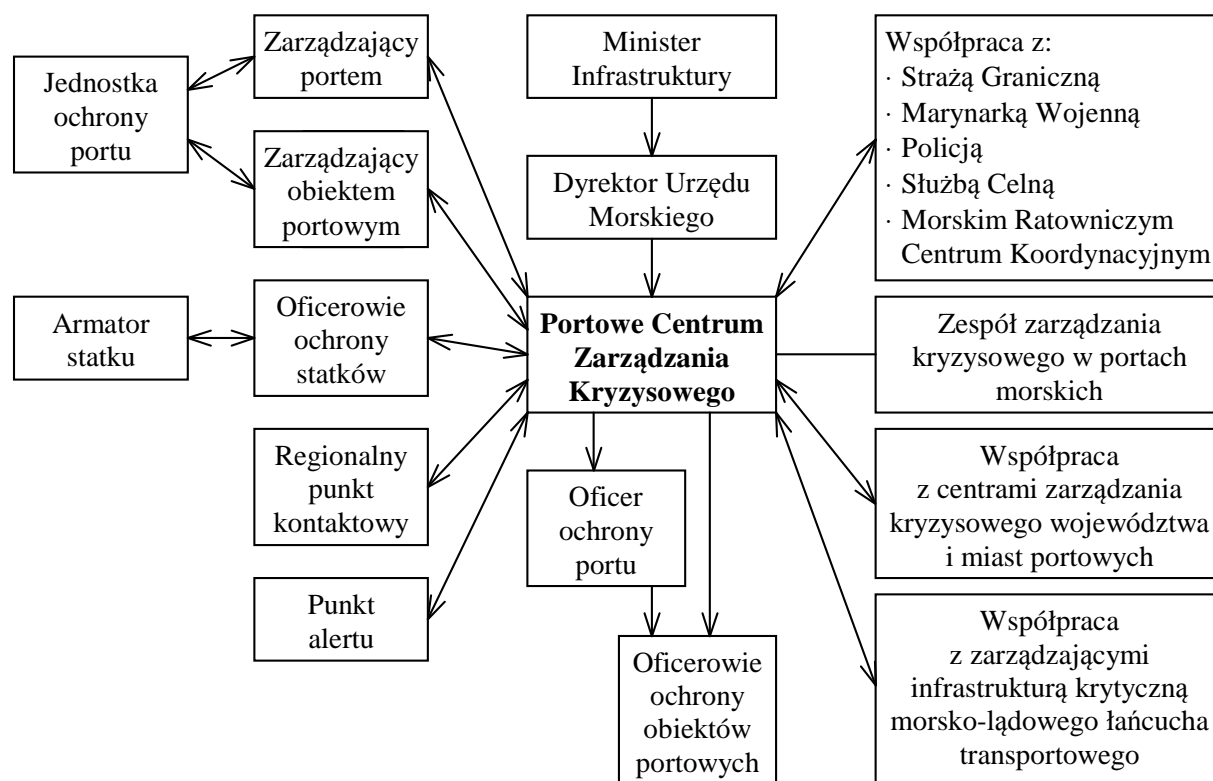 Jednostka
ochrony
portu
Zarządzający
portem
Zarządzający
obiektem
portowym
Armator
statku
Oficerowie
ochrony
statków
Regionalny
punkt
kontaktowy
Punkt
alertu
Minister
Infrastruktury
Dyrektor Urzędu
Morskiego
Portowe Centrum
Zarządzania
Kryzysowego
Oficer
ochrony
portu
Oficerowie
ochrony
obiektów
portowych
Współpraca z:
· Strażą Graniczną
· Marynarką Wojenną
· Policją
· Służbą Celną
· Morskim Ratowniczym
Centrum Koordynacyjnym
Zespół zarządzania
kryzysowego w portach
morskich
Współpraca
z centrami zarządzania
kryzysowego województwa
i miast portowych
Współpraca
z zarządzającymi
infrastrukturą krytyczną
morsko-lądowego łańcucha
transportowego